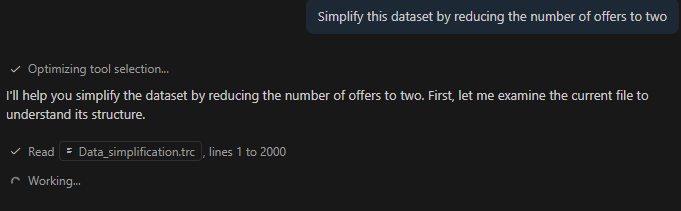 Simplify this dataset by reducing the number of offers to two
Optimizing tool selection...
I'll help you simplify the dataset by reducing the number of offers to two. First, let me examine the current file to
understand its structure.
Read Data_simplification.trc, lines 1 to 2000
Working...